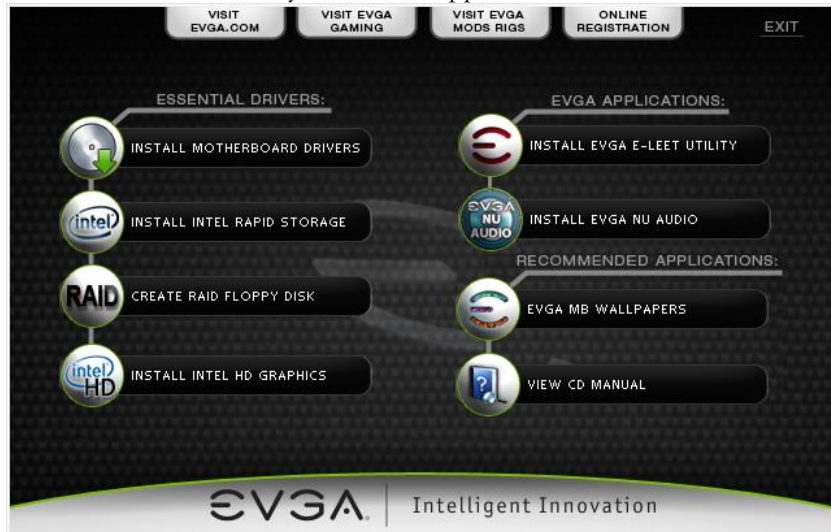 VISIT
EVGA.COM
VISIT EVGA
GAMING
VISIT EVGA
MODS RIGS
ONLINE
REGISTRATION
EXIT
ESSENTIAL DRIVERS:
INSTALL MOTHERBOARD DRIVERS
intel
INSTALL INTEL RAPID STORAGE
RAID
CREATE RAID FLOPPY DISK
intel
HD
INSTALL INTEL HD GRAPHICS
EVGA APPLICATIONS:
INSTALL EVGA E-LEET UTILITY
EVGA
NU
AUDIO
INSTALL EVGA NU AUDIO
RECOMMENDED APPLICATIONS:
EVGA MB WALLPAPERS
?
VIEW CD MANUAL
EVGA.
Intelligent Innovation